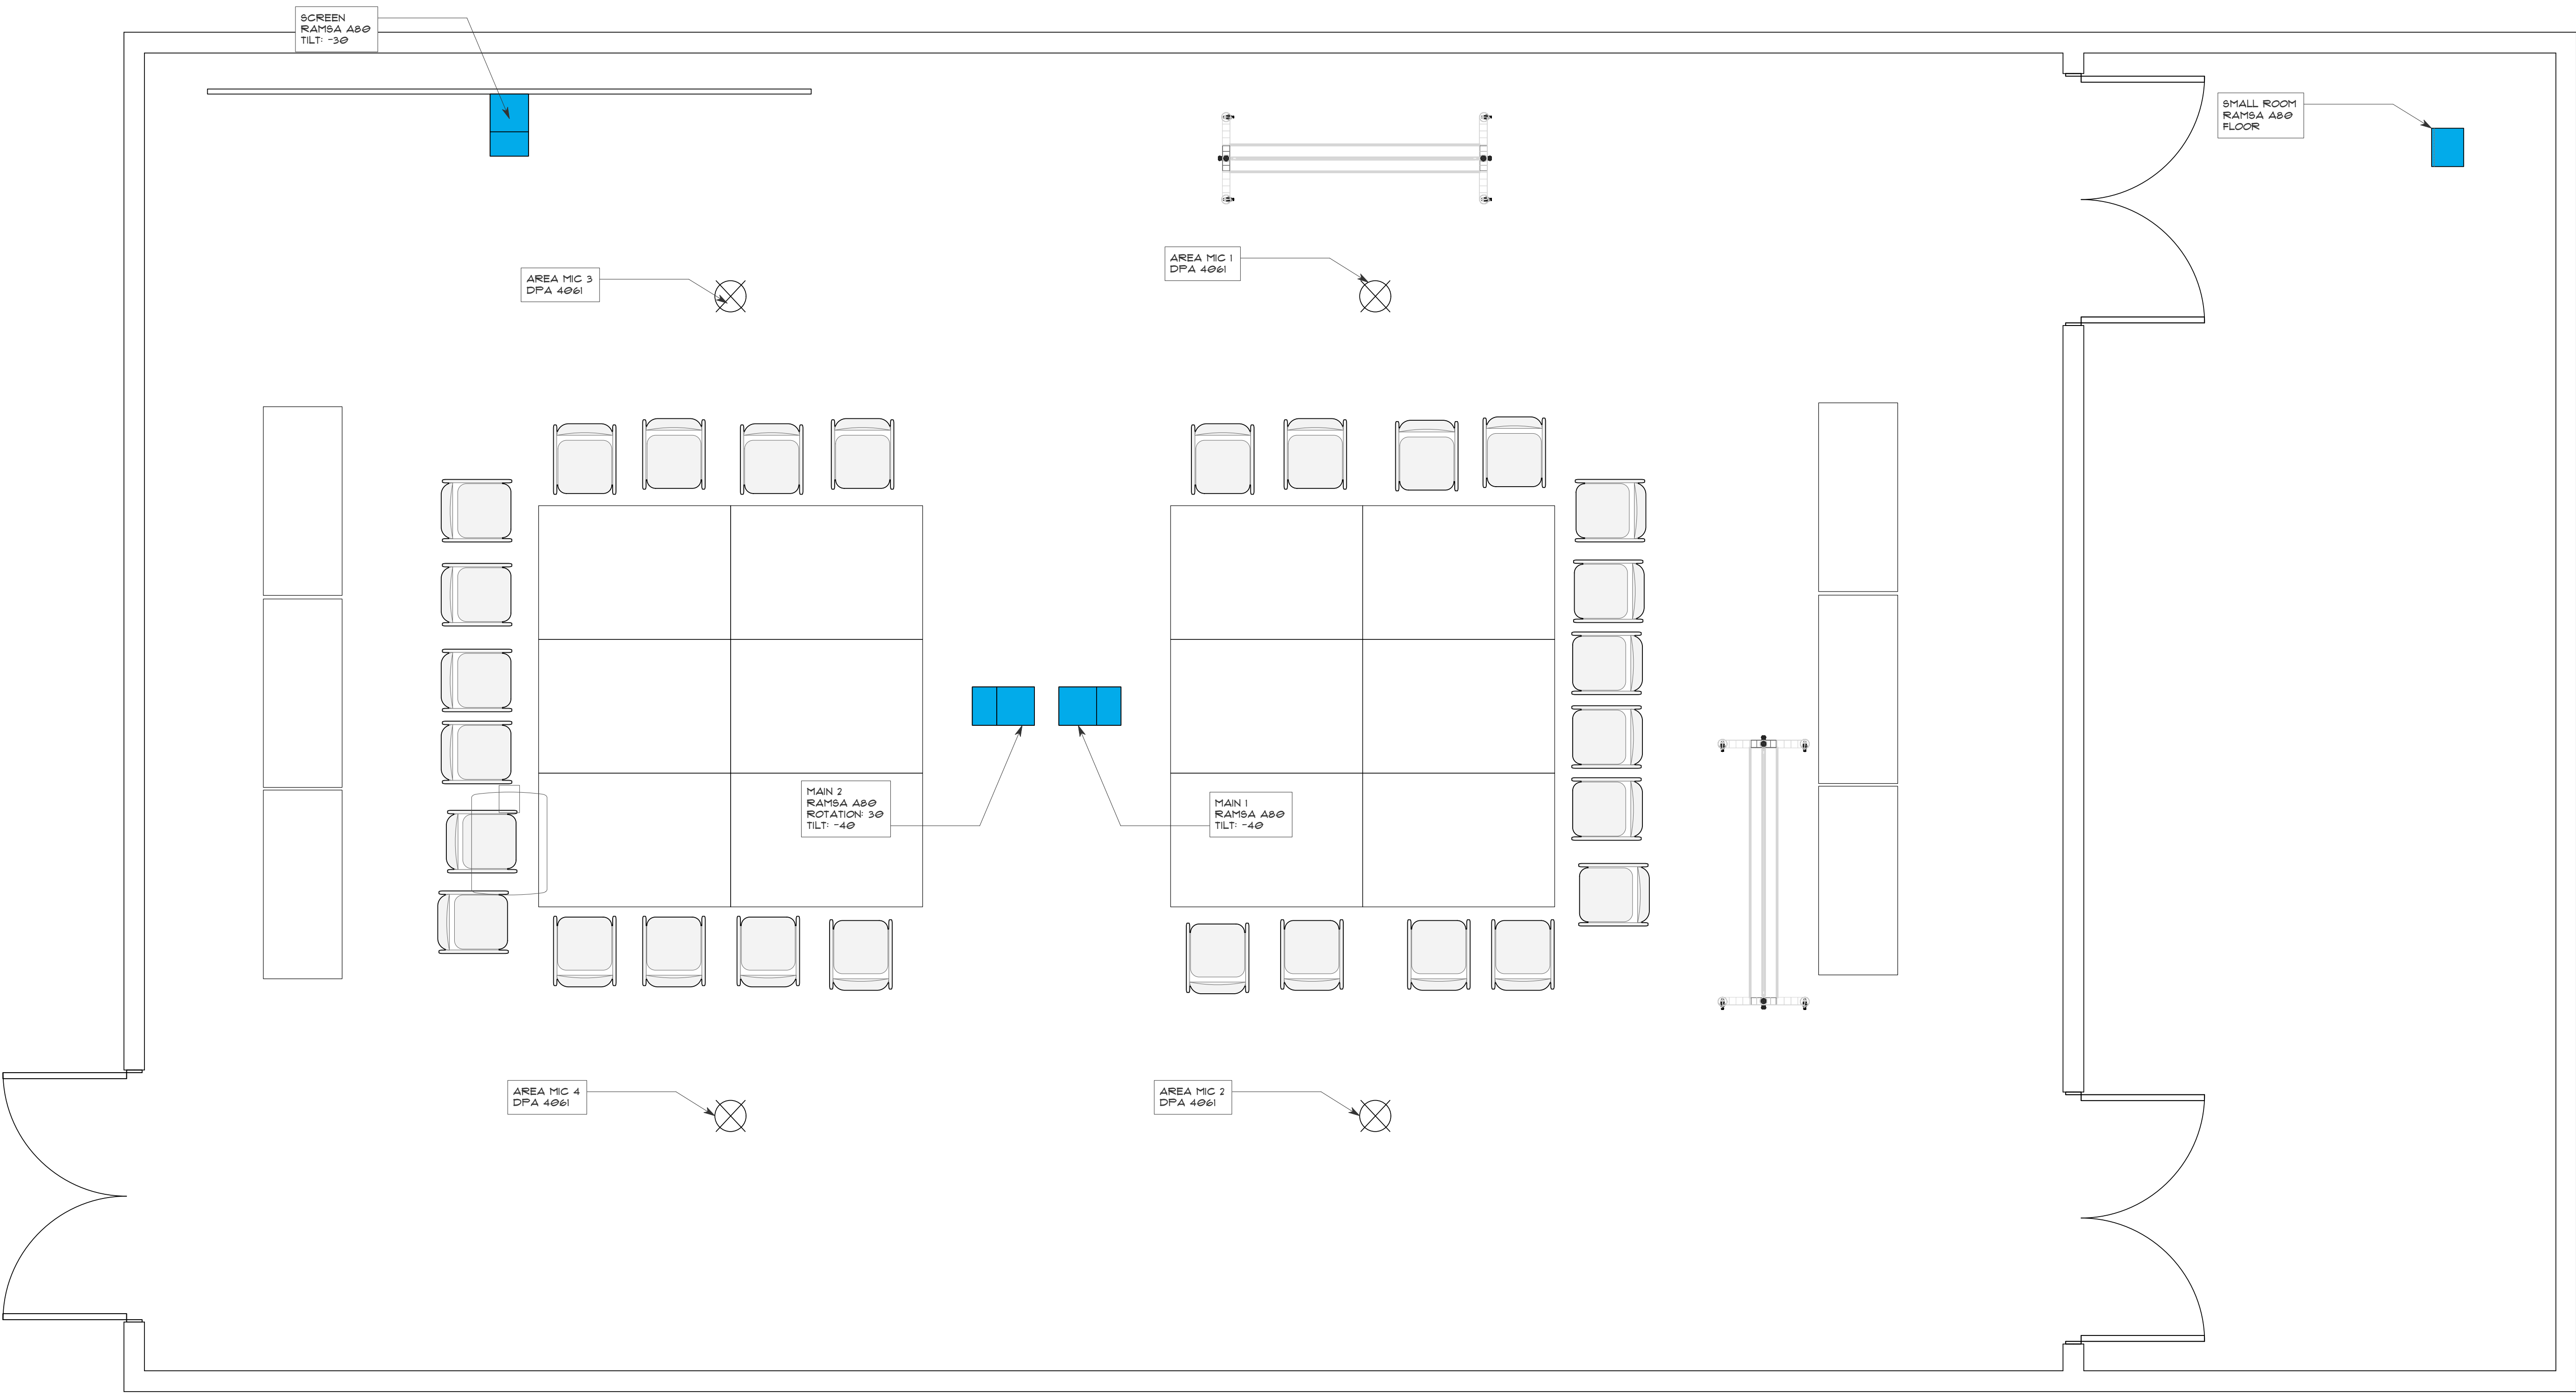 SCREEN
RAMSA A80
TILT: -30
SMALL ROOM
RAMSA A80
FLOOR
AREA MIC 3
DPA 4061
AREA MIC 1
DPA 4061
MAIN 2
RAMSA A80
ROTATION: 30
TILT: -40
MAIN 1
RAMSA A80
TILT: -40
AREA MIC 4
DPA 4061
AREA MIC 2
DPA 4061